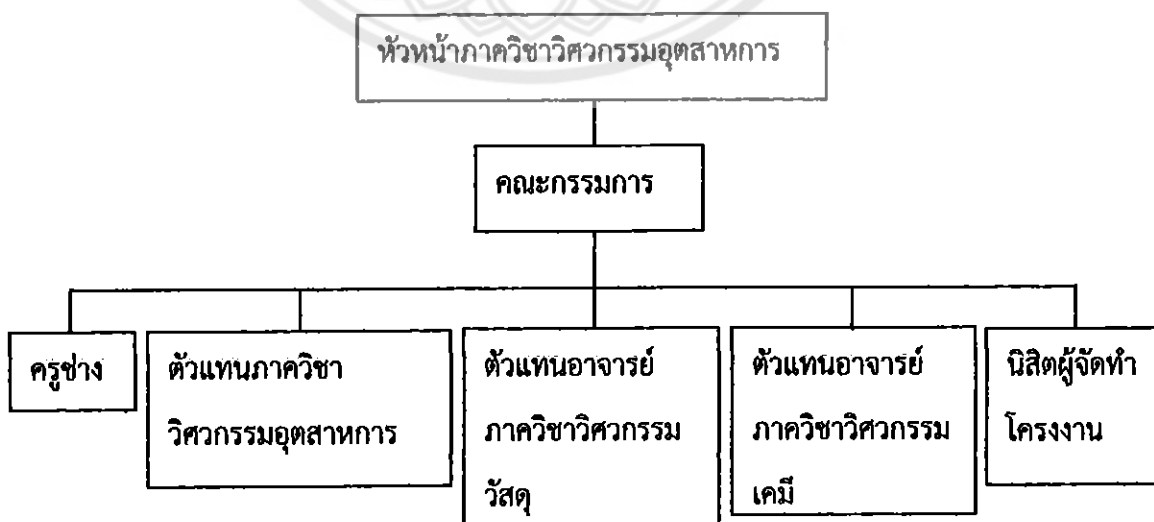 หัวหน้าภาควิชาวิศวกรรมอุตสาหการ
คณะกรรมการ
ครูช่าง
ตัวแทนภาควิชา
วิศวกรรมอุตสาหการ
ตัวแทนอาจารย์
ภาควิชาวิศวกรรม
วัสดุ
ตัวแทนอาจารย์
ภาควิชาวิศวกรรม
เคมี
นิสิตผู้จัดทำ
โครงงาน